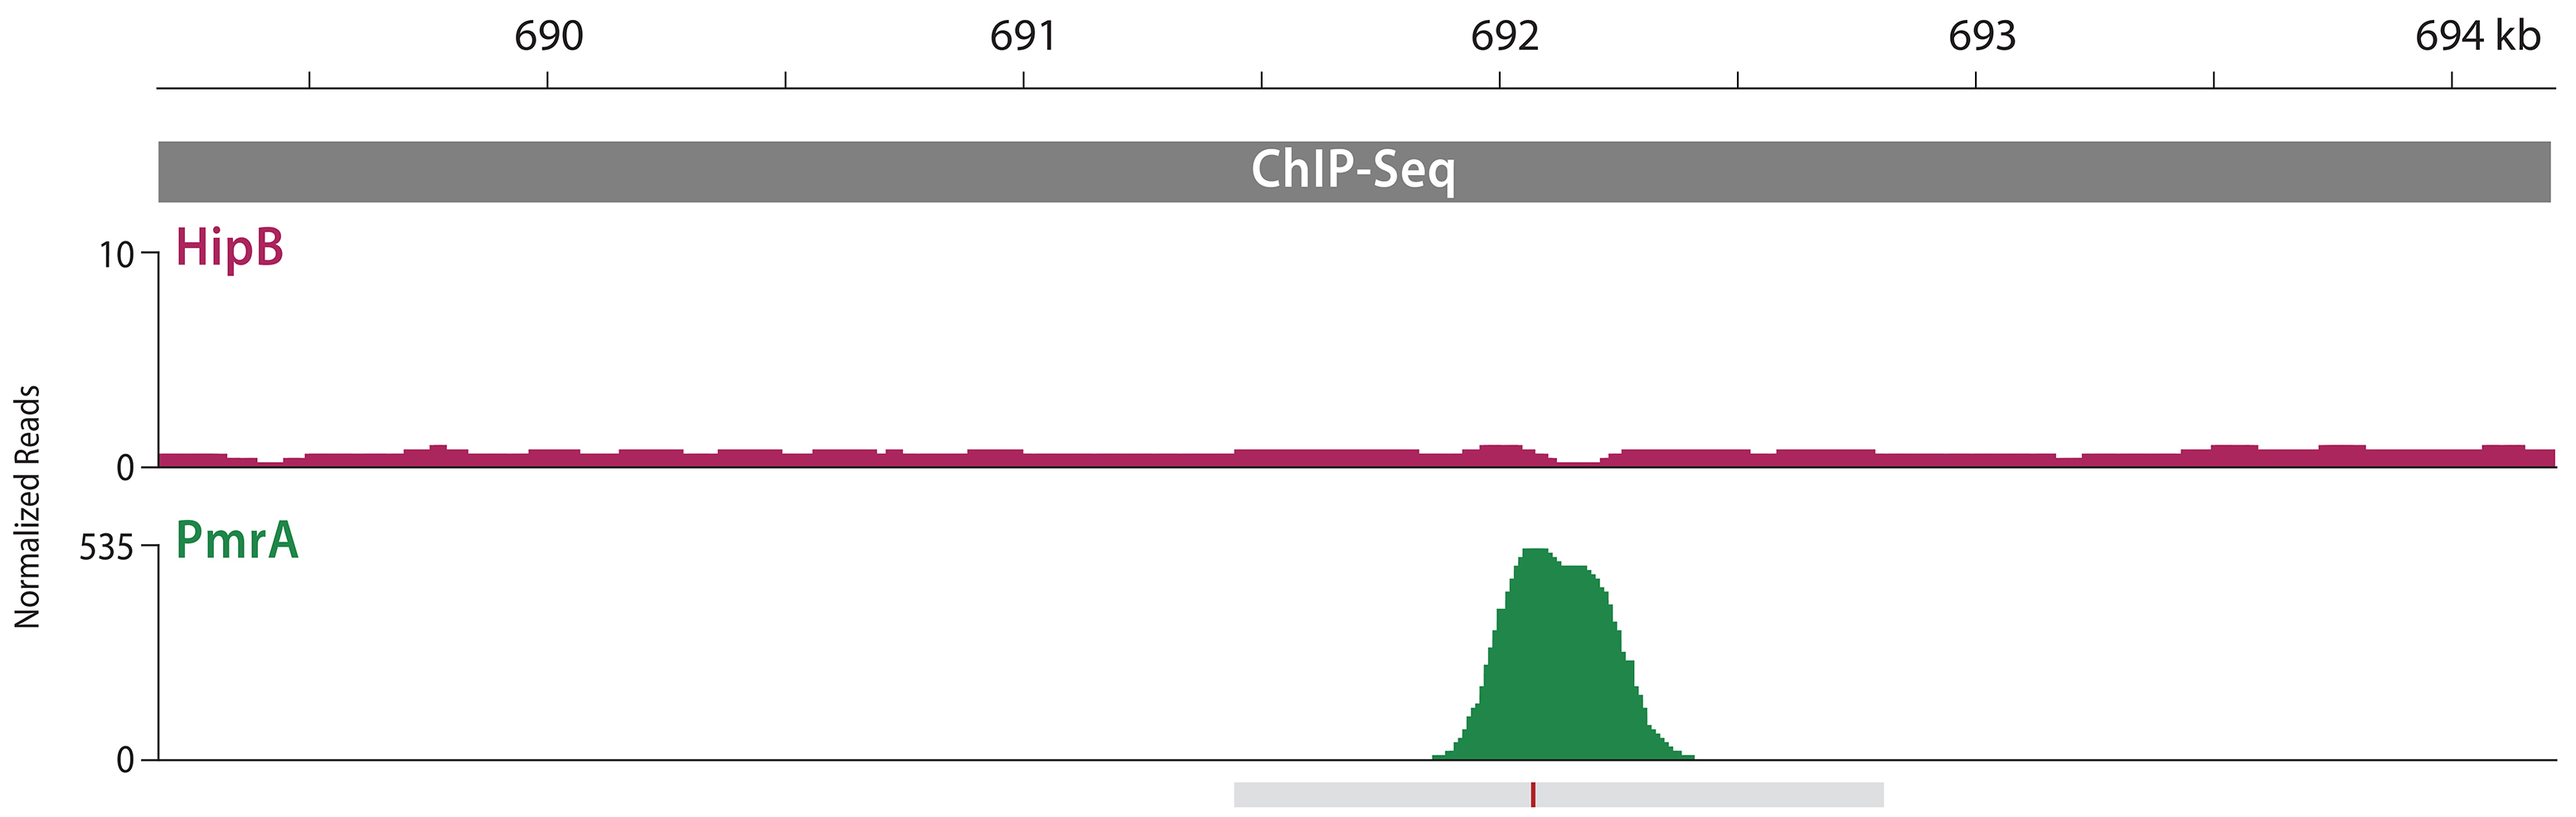 690 691 692 693 694 kb
ChIP-Seq
HipB
10
0
Normalized Reads
PmrA
535
0